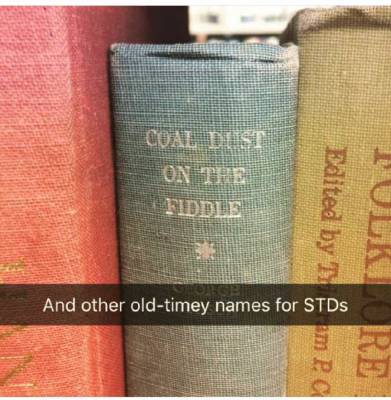 COAL DUST
ON THE
FIDDLE
GEORGE
And other old-timey names for STDs
FOLKLORE
Edited by